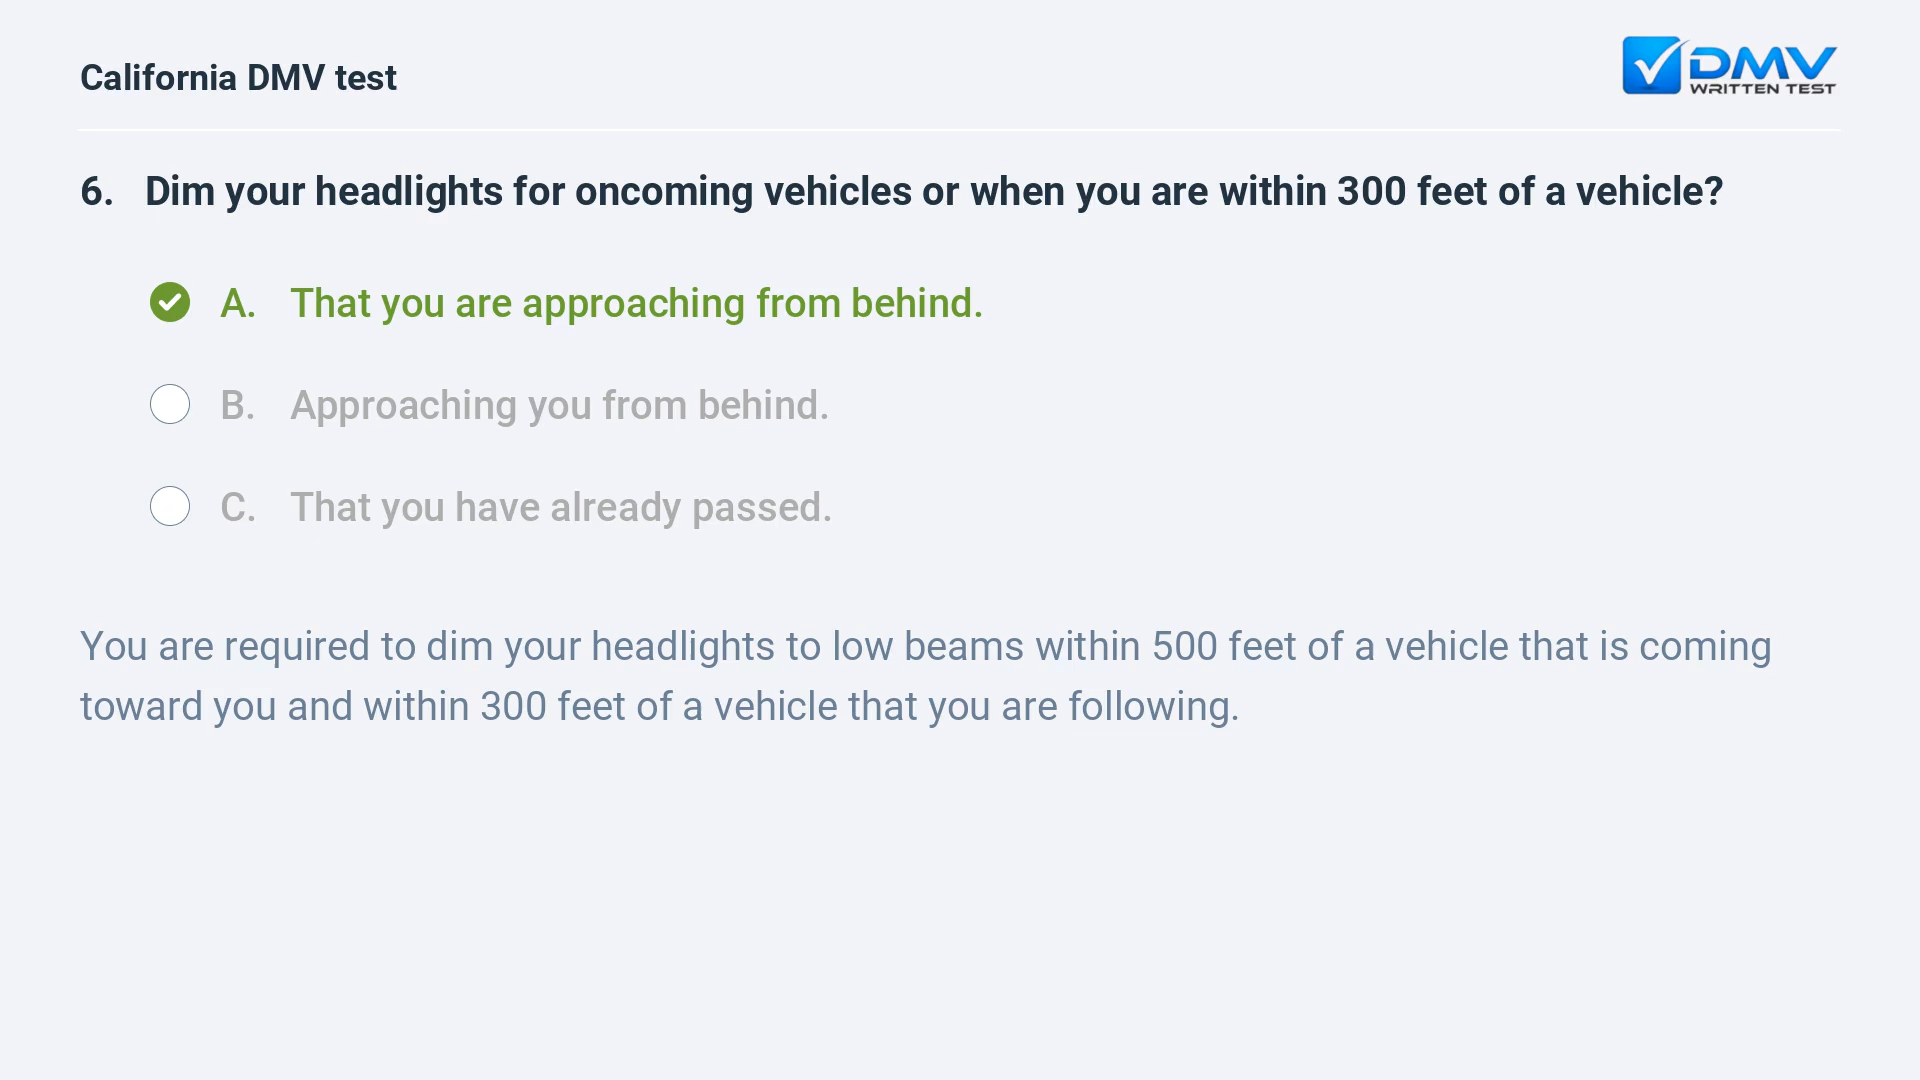 California DMV test
DMV
WRITTEN TEST
6. Dim your headlights for oncoming vehicles or when you are within 300 feet of a vehicle?
A. That you are approaching from behind.
B. Approaching you from behind.
C. That you have already passed.
You are required to dim your headlights to low beams within 500 feet of a vehicle that is coming
toward you and within 300 feet of a vehicle that you are following.